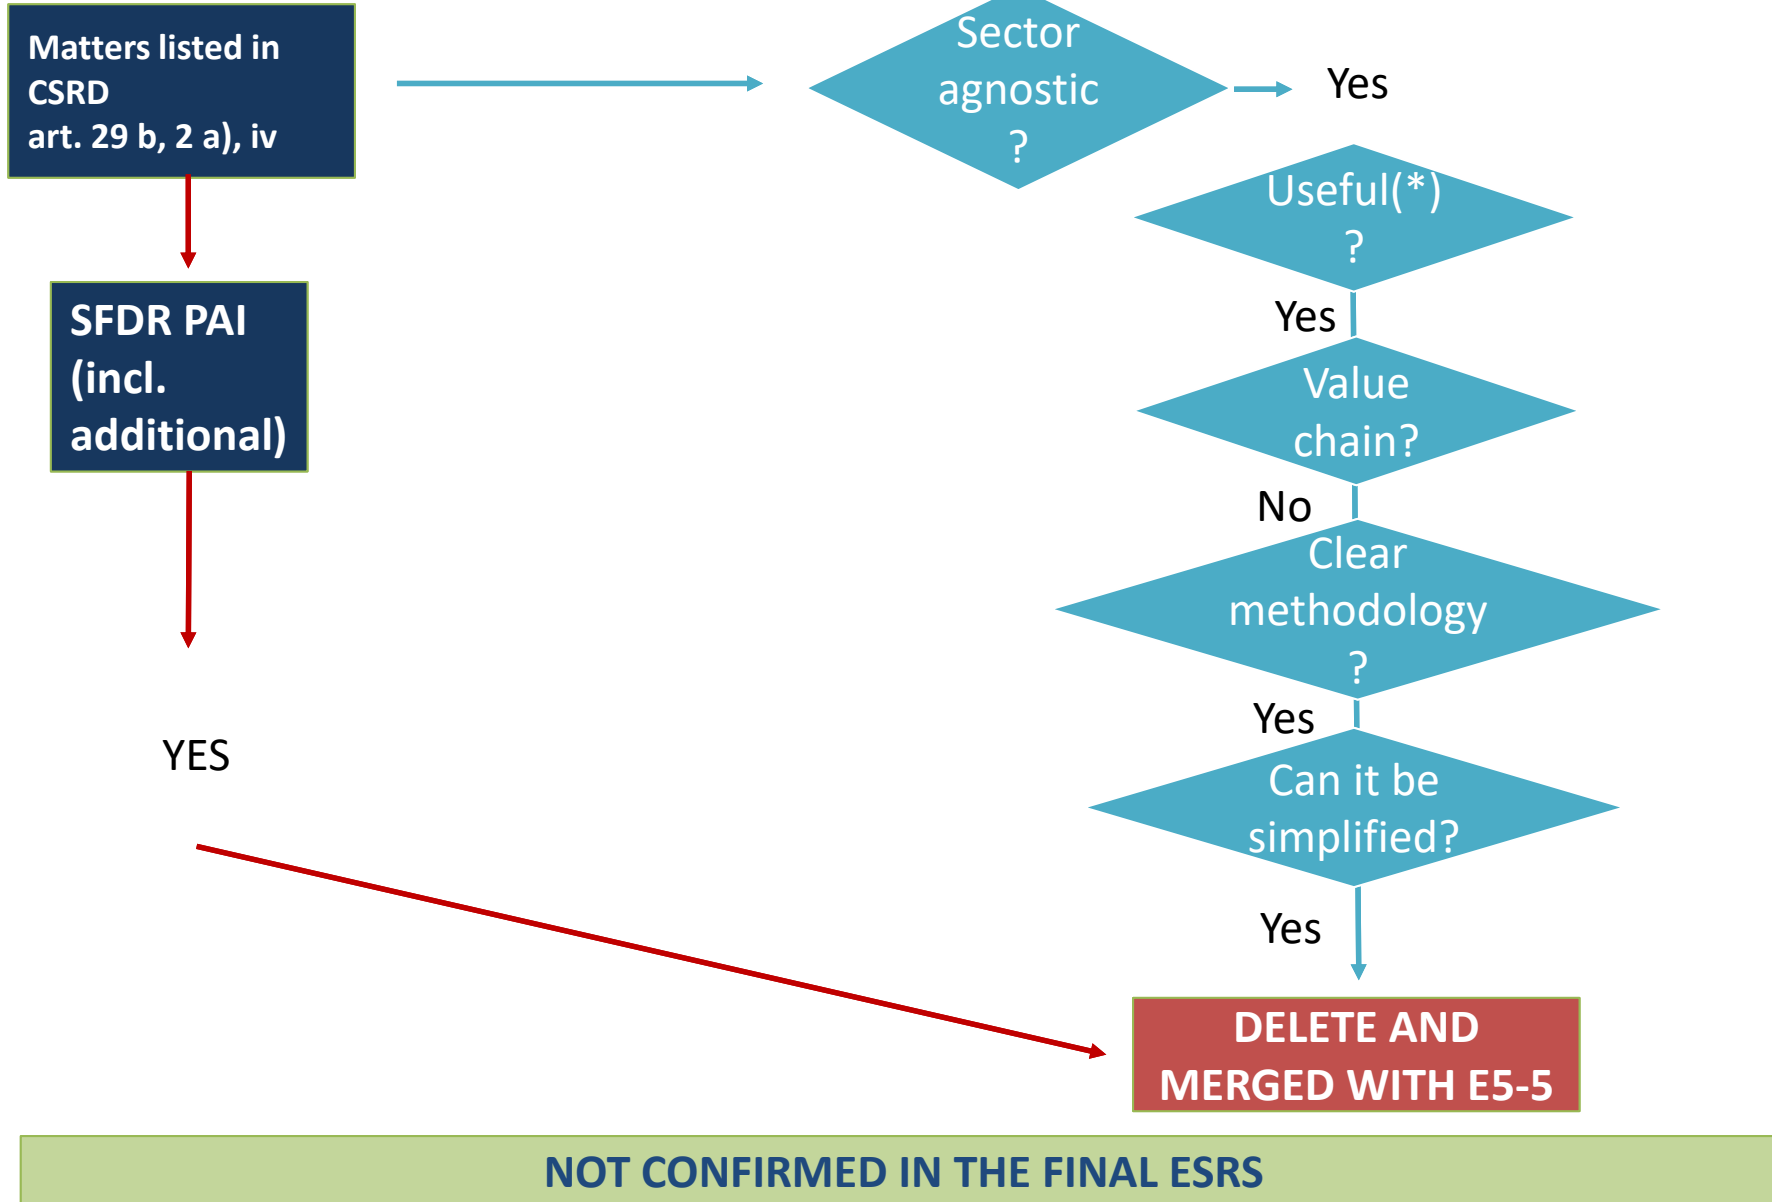 Matters listed in
CSRD
art. 29 b, 2 a), iv
Sector
agnostic
?
Yes
Useful(*)
?
Yes
SFDR PAI
(incl.
additional)
Value
chain?
No
Clear
methodology
?
Yes
YES
Can it be
simplified?
Yes
DELETE AND
MERGED WITH E5-5
NOT CONFIRMED IN THE FINAL ESRS